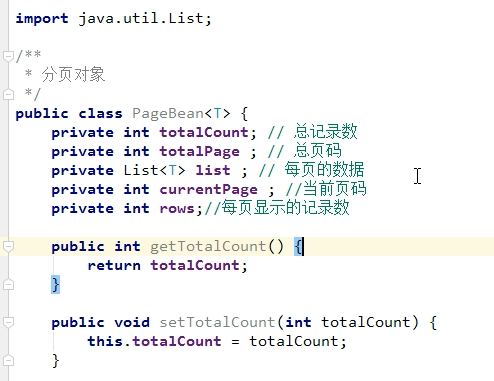 import java.util.List;
/**
 * 分页对象
 */
public class PageBean<T> {
    private int totalCount; // 总记录数
    private int totalPage ; // 总页码
    private List<T> list ; // 每页的数据
    private int currentPage ; //当前页码
    private int rows;//每页显示的记录数
    public int getTotalCount() {
        return totalCount;
    }
    public void setTotalCount(int totalCount) {
        this.totalCount = totalCount;
    }